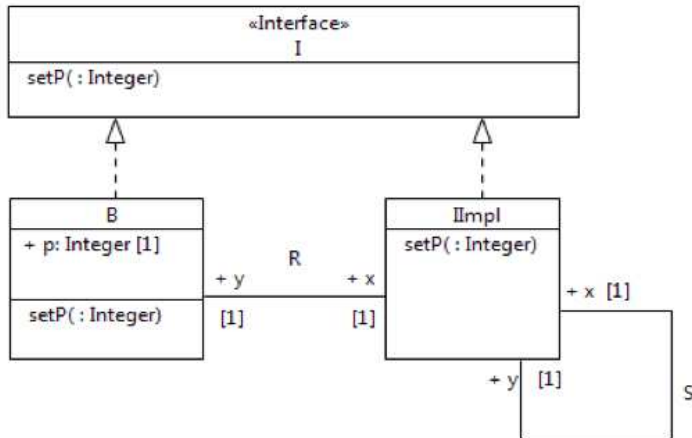 «Interface»
I
setP( : Integer)
B
+ p: Integer [1]
setP( : Integer)
IImpl
setP( : Integer)
+ y
R
+ x
[1]
[1]
+ x [1]
+ y [1]
S